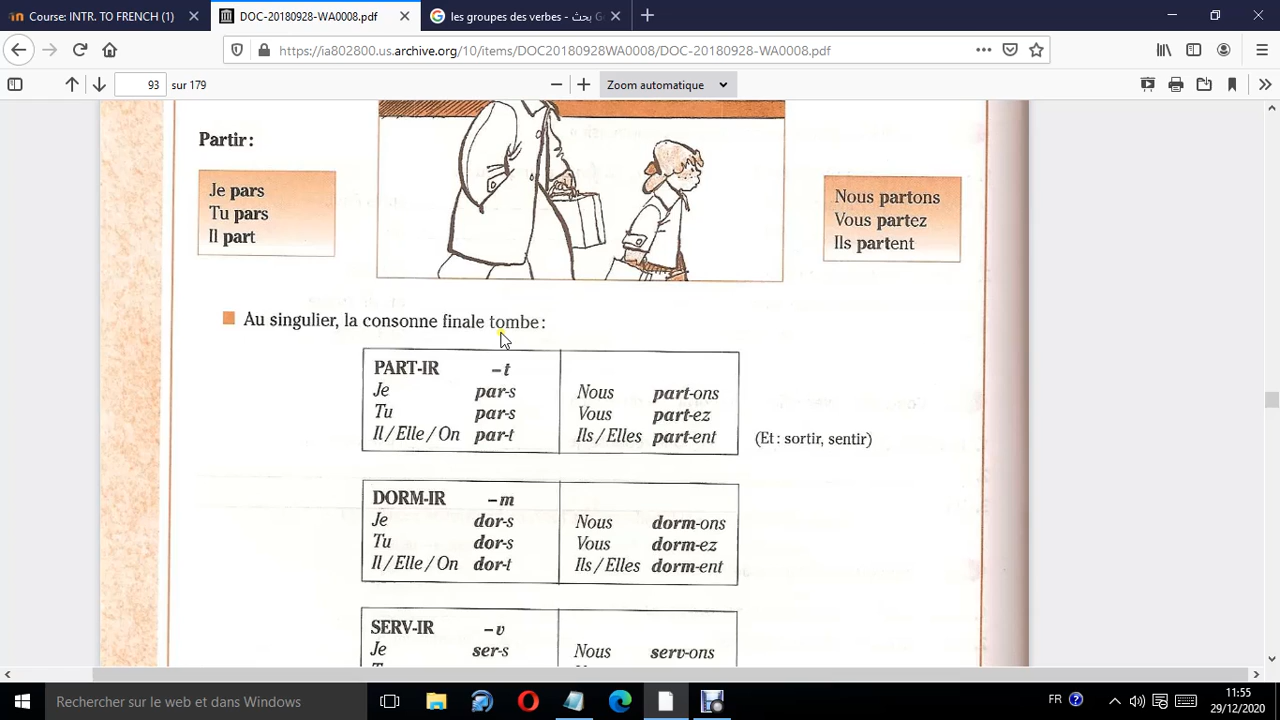 Course: INTR. TO FRENCH (1)
DOC-20180928-WA0008.pdf
les groupes des verbes - بحث G
https://ia802800.us.archive.org/10/items/DOC20180928WA0008/DOC-20180928-WA0008.pdf
93 sur 179
Zoom automatique
Partir :
Je pars
Tu pars
Il part
Nous partons
Vous partez
Ils partent
Au singulier, la consonne finale tombe :
PART-IR – t
Je par-s Nous part-ons
Tu par-s Vous part-ez
Il / Elle / On par-t Ils / Elles part-ent
(Et : sortir, sentir)
DORM-IR – m
Je dor-s Nous dorm-ons
Tu dor-s Vous dorm-ez
Il / Elle / On dor-t Ils / Elles dorm-ent
SERV-IR – v
Je ser-s Nous serv-ons
Rechercher sur le web et dans Windows
FR
11:55
29/12/2020